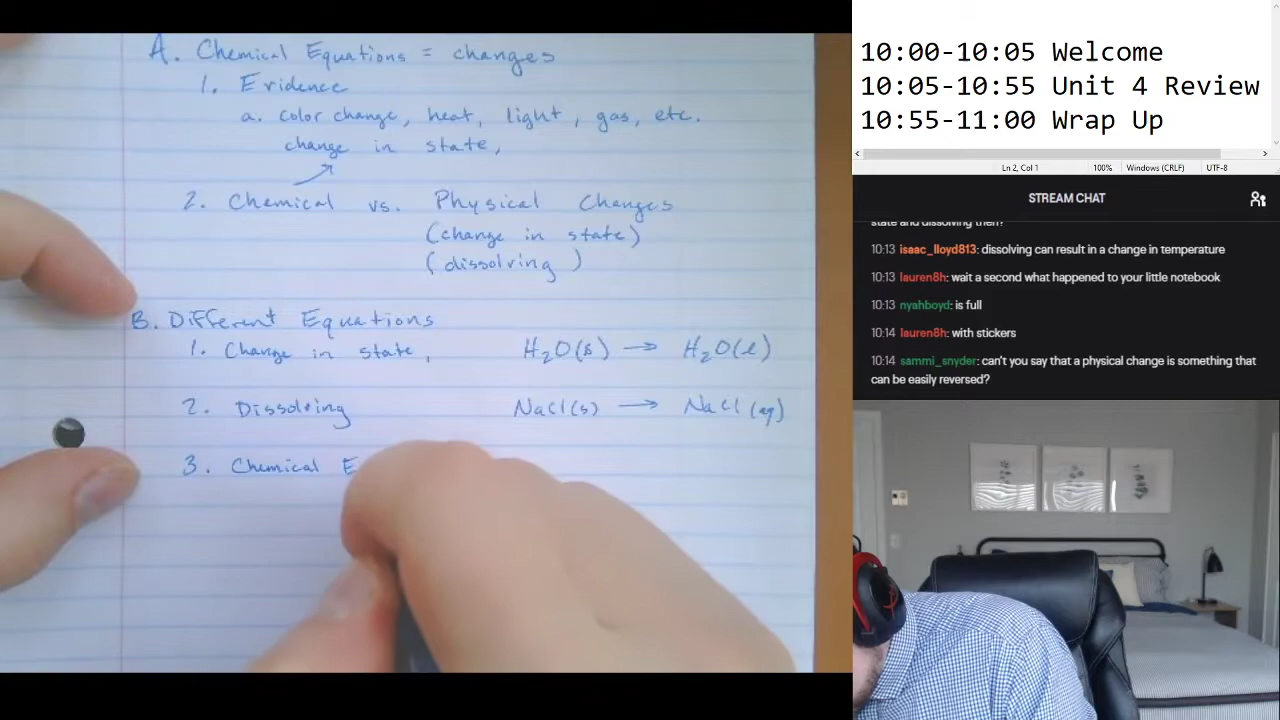 A. Chemical Equations = changes
1. Evidence
a. color change, heat, light, gas, etc.
change in state,
2. Chemical vs. Physical Changes
(change in state)
(dissolving)
B. Different Equations
1. Change in state, H₂O(s) → H₂O(l)
2. Dissolving NaCl(s) → NaCl(aq)
3. Chemical E
10:00-10:05 Welcome
10:05-10:55 Unit 4 Review
10:55-11:00 Wrap Up
Ln 2, Col 1 100% Windows (CRLF) UTF-8
STREAM CHAT
state and dissolving then?
10:13 isaac_lloyd813: dissolving can result in a change in temperature
10:13 lauren8h: wait a second what happened to your little notebook
10:13 nyahboyd: is full
10:14 lauren8h: with stickers
10:14 sammi_snyder: can't you say that a physical change is something that
can be easily reversed?